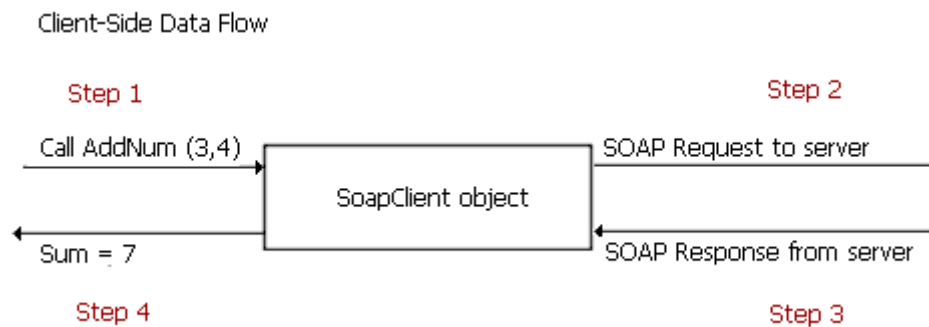 Client-Side Data Flow
Step 1
Step 2
Call AddNum (3,4)
SOAP Request to server
SoapClient object
Sum = 7
SOAP Response from server
Step 4
Step 3